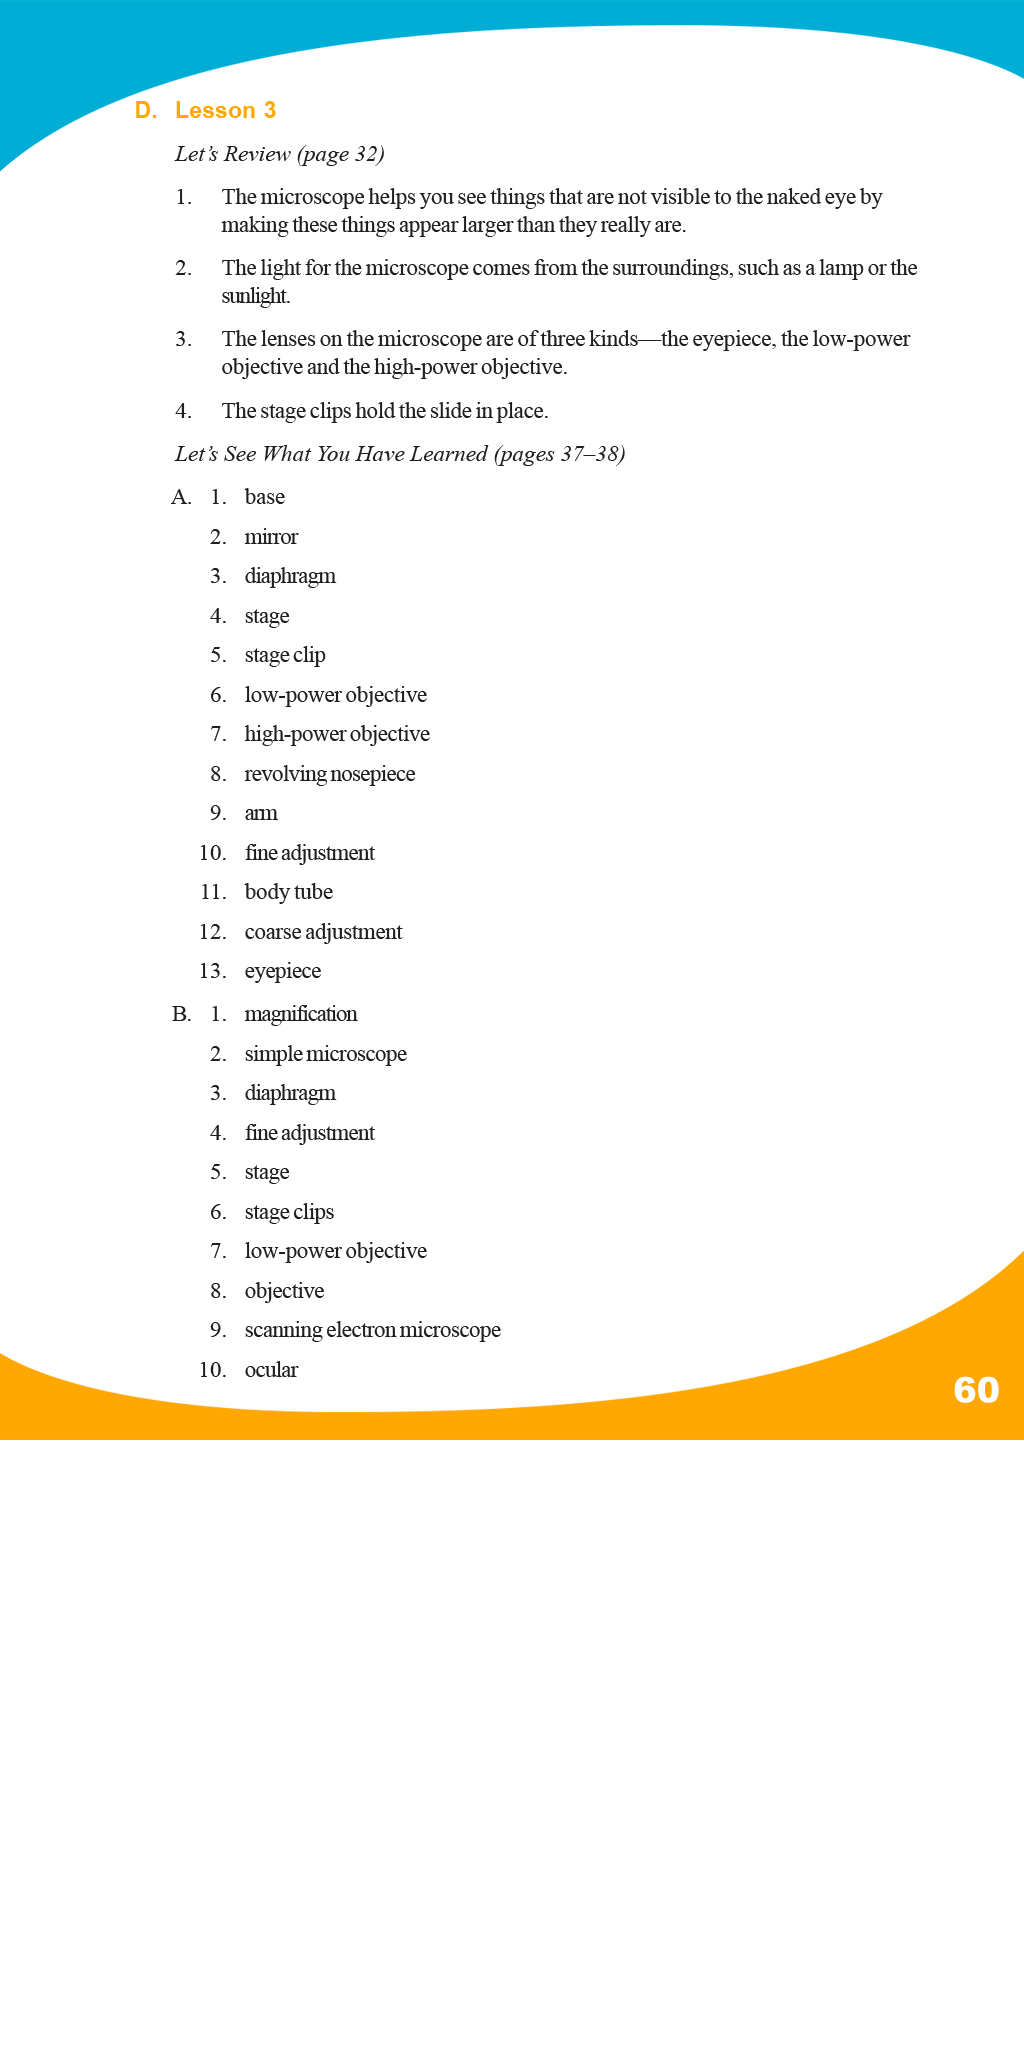 D. Lesson 3
Let’s Review (page 32)
1. The microscope helps you see things that are not visible to the naked eye by
making these things appear larger than they really are.
2. The light for the microscope comes from the surroundings, such as a lamp or the
sunlight.
3. The lenses on the microscope are of three kinds—the eyepiece, the low-power
objective and the high-power objective.
4. The stage clips hold the slide in place.
Let’s See What You Have Learned (pages 37–38)
A. 1. base
2. mirror
3. diaphragm
4. stage
5. stage clip
6. low-power objective
7. high-power objective
8. revolving nosepiece
9. arm
10. fine adjustment
11. body tube
12. coarse adjustment
13. eyepiece
B. 1. magnification
2. simple microscope
3. diaphragm
4. fine adjustment
5. stage
6. stage clips
7. low-power objective
8. objective
9. scanning electron microscope
10. ocular
60